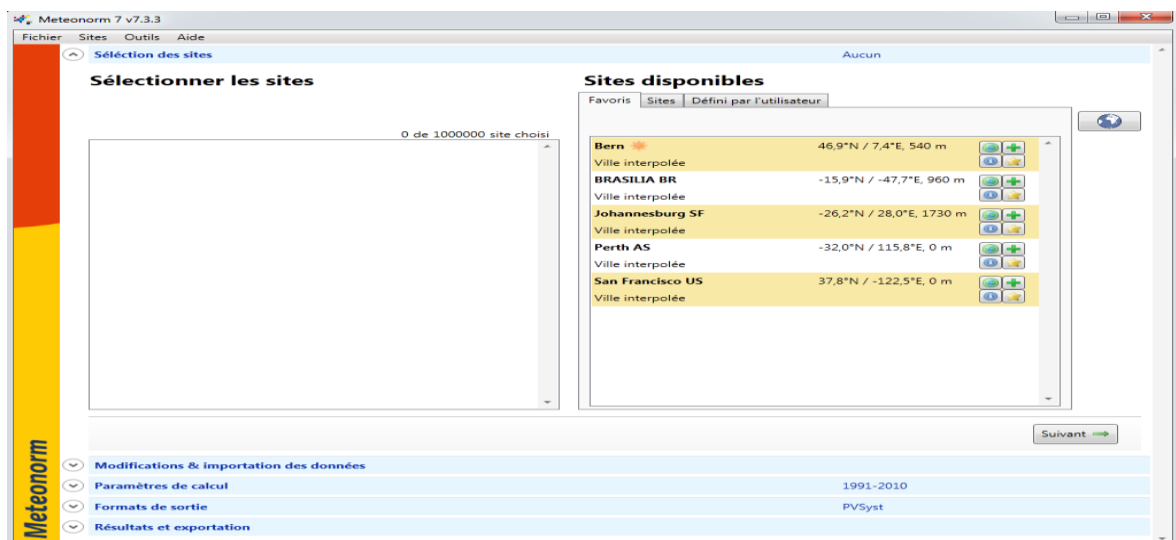 Meteonorm 7 v7.3.3
Fichier Sites Outils Aide
Séléction des sites Aucun
Sélectionner les sites
0 de 1000000 site choisi
Sites disponibles
Favoris Sites Défini par l'utilisateur
Bern 46,9°N / 7,4°E, 540 m
Ville interpolée
BRASILIA BR -15,9°N / -47,7°E, 960 m
Ville interpolée
Johannesburg SF -26,2°N / 28,0°E, 1730 m
Ville interpolée
Perth AS -32,0°N / 115,8°E, 0 m
Ville interpolée
San Francisco US 37,8°N / -122,5°E, 0 m
Ville interpolée
Suivant
Modifications & importation des données
Paramètres de calcul 1991-2010
Formats de sortie PVSyst
Résultats et exportation
Meteonorm